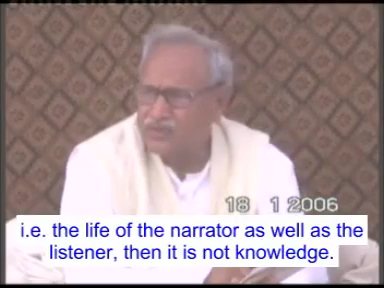 18 1 2006
i.e. the life of the narrator as well as the
listener, then it is not knowledge.